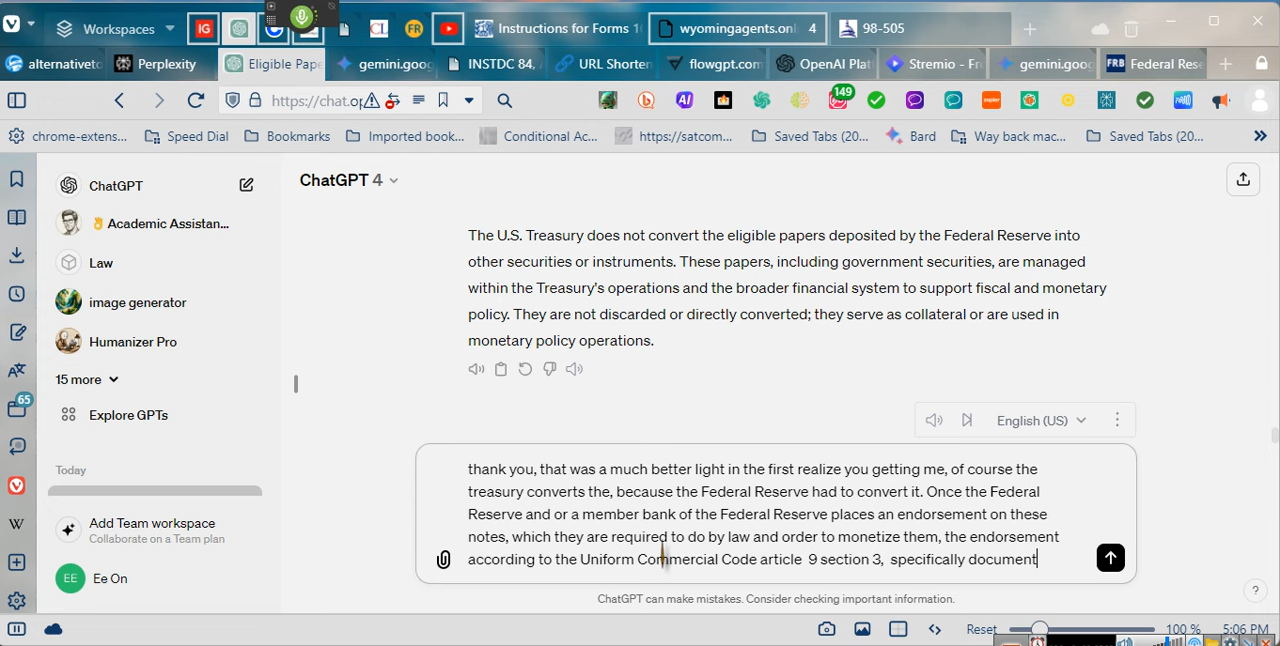 Workspaces
IG
CL
FR
Instructions for Forms 1
wyomingagents.onl
4
98-505
alternativeto
Perplexity
Eligible Pape
gemini.goog
INSTDC 84,
URL Shorten
flowgpt.com
OpenAI Plat
Stremio - Fr
gemini.goog
FRB
Federal Rese
https://chat.op
149
chrome-extens...
Speed Dial
Bookmarks
Imported book...
Conditional Ac...
https://satcom...
Saved Tabs (20...
Bard
Way back mac...
Saved Tabs (20...
ChatGPT
Academic Assistan...
Law
image generator
Humanizer Pro
15 more
Explore GPTs
65
Today
Add Team workspace
Collaborate on a Team plan
EE
Ee On
ChatGPT 4
The U.S. Treasury does not convert the eligible papers deposited by the Federal Reserve into
other securities or instruments. These papers, including government securities, are managed
within the Treasury's operations and the broader financial system to support fiscal and monetary
policy. They are not discarded or directly converted; they serve as collateral or are used in
monetary policy operations.
English (US)
thank you, that was a much better light in the first realize you getting me, of course the
treasury converts the, because the Federal Reserve had to convert it. Once the Federal
Reserve and or a member bank of the Federal Reserve places an endorsement on these
notes, which they are required to do by law and order to monetize them, the endorsement
according to the Uniform Commercial Code article  9 section 3,  specifically document
ChatGPT can make mistakes. Consider checking important information.
?
Reset
100 %
5:06 PM